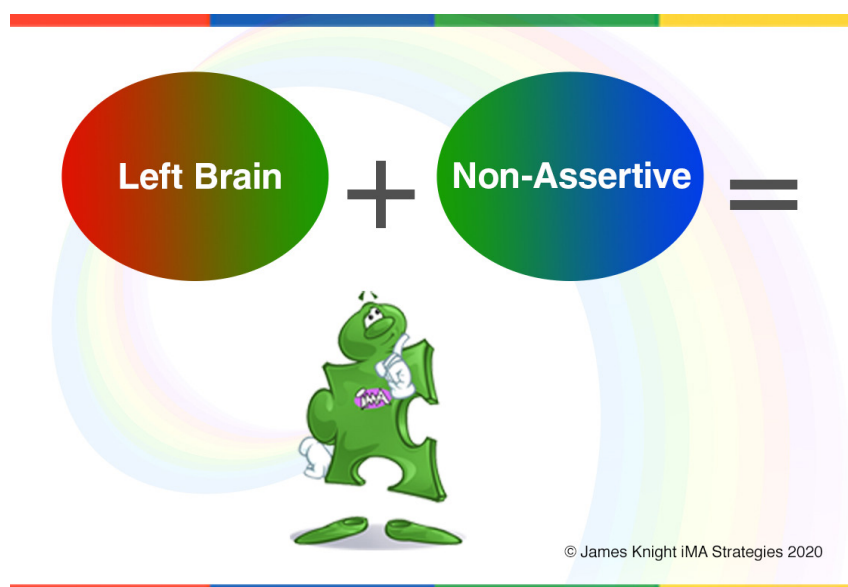 Left Brain + Non-Assertive =
iMA
© James Knight iMA Strategies 2020